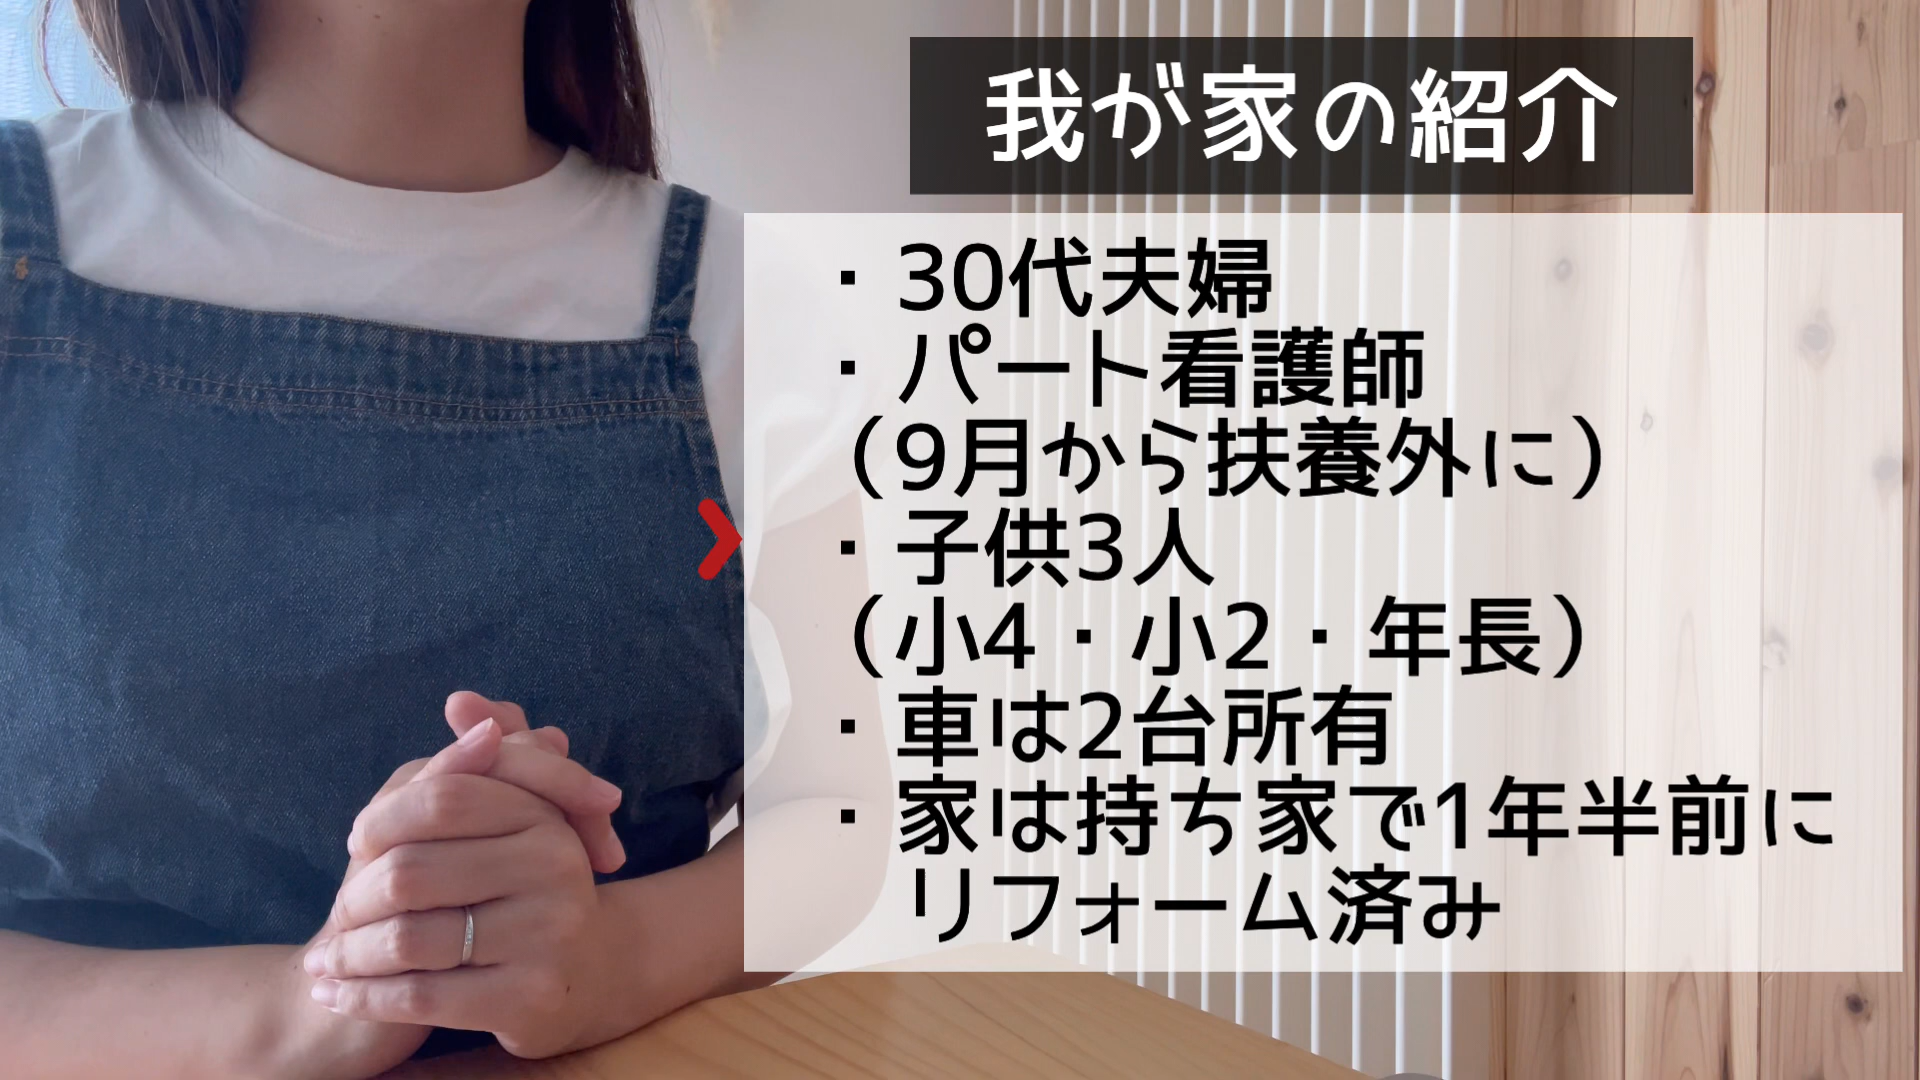 我が家の紹介
・30代夫婦
・パート看護師
（9月から扶養外に）
・子供3人
（小4・小2・年長）
・車は2台所有
・家は持ち家で1年半前に
リフォーム済み